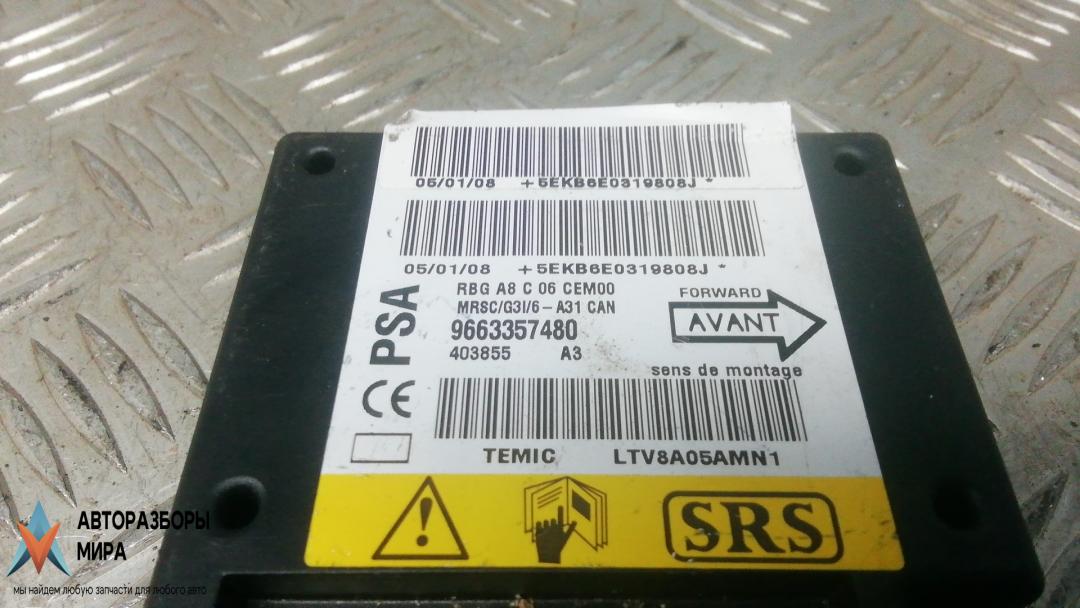 05/01/08 +5EKB6E0319808J*
05/01/08 +5EKB6E0319808J*
RBG A8 C 06 CEM00
MRSC/G3I/6-A31 CAN
9663357480
403855 A3
PSA
CE
FORWARD
AVANT
sens de montage
TEMIC LTV8A05AMN1
SRS
АВТОРАЗБОРЫ
МИРА
мы найдем любую запчасти для любого авто